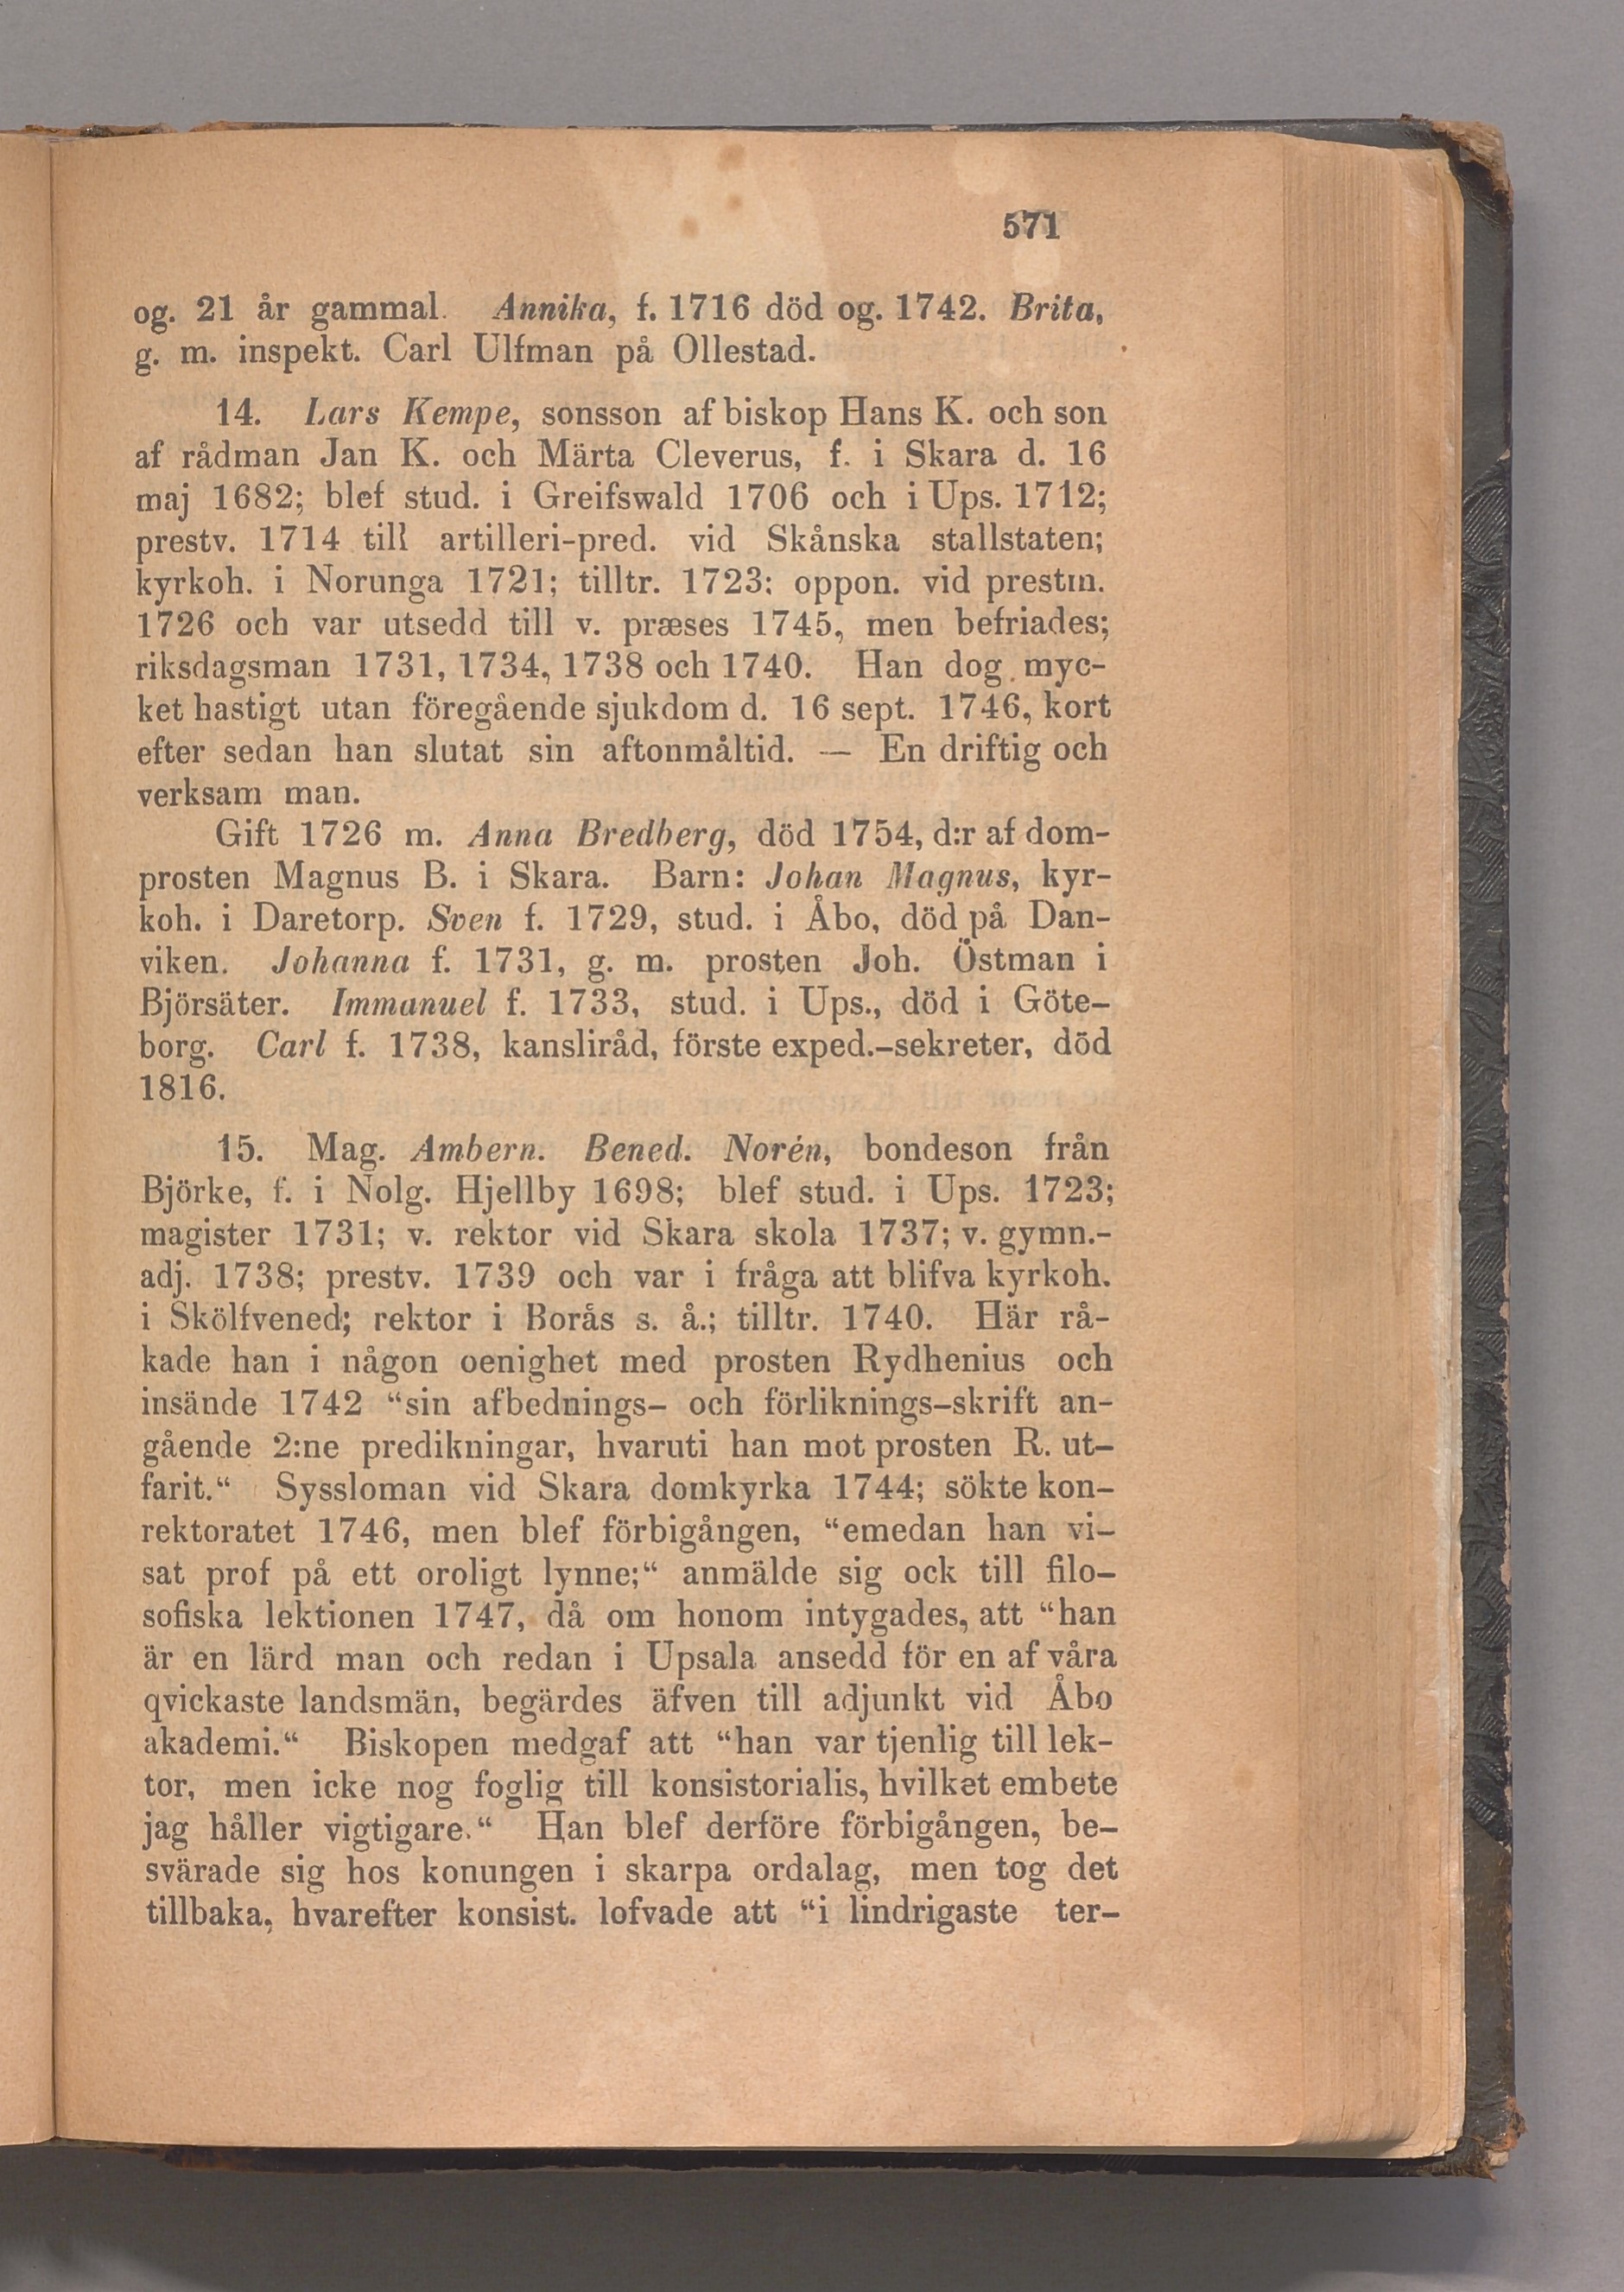 571
og. 21 år gammal. Annika, f. 1716 död og. 1742. Brita,
g. m. inspekt. Carl Ulfman på Ollestad.
14. Lars Kempe, sonsson af biskop Hans K. och son
af rådman Jan K. och Märta Cleverus, f. i Skara d. 16
maj 1682; blef stud. i Greifswald 1706 och i Ups. 1712;
prestv. 1714 till artilleri-pred. vid Skånska stallstaten;
kyrkoh. i Norunga 1721; tilltr. 1723; oppon. vid prestm.
1726 och var utsedd till v. præses 1745, men befriades;
riksdagsman 1731, 1734, 1738 och 1740. Han dog myc-
ket hastigt utan föregående sjukdom d. 16 sept. 1746, kort
efter sedan han slutat sin aftonmåltid. — En driftig och
verksam man.
Gift 1726 m. Anna Bredberg, död 1754, d:r af dom-
prosten Magnus B. i Skara. Barn: Johan Magnus, kyr-
koh. i Daretorp. Sven f. 1729, stud. i Åbo, död på Dan-
viken. Johanna f. 1731, g. m. prosten Joh. Östman i
Björsäter. Immanuel f. 1733, stud. i Ups., död i Göte-
borg. Carl f. 1738, kansliråd, förste exped.-sekreter, död
1816.
15. Mag. Ambern. Bened. Norén, bondeson från
Björke, f. i Nolg. Hjellby 1698; blef stud. i Ups. 1723;
magister 1731; v. rektor vid Skara skola 1737; v. gymn.-
adj. 1738; prestv. 1739 och var i fråga att blifva kyrkoh.
i Skölfvened; rektor i Borås s. å.; tilltr. 1740. Här rå-
kade han i någon oenighet med prosten Rydhenius och
insände 1742 “sin afbednings- och förliknings-skrift an-
gående 2:ne predikningar, hvaruti han mot prosten R. ut-
farit.“ Syssloman vid Skara domkyrka 1744; sökte kon-
rektoratet 1746, men blef förbigången, “emedan han vi-
sat prof på ett oroligt lynne;“ anmälde sig ock till filo-
sofiska lektionen 1747, då om honom intygades, att “han
är en lärd man och redan i Upsala ansedd för en af våra
qvickaste landsmän, begärdes äfven till adjunkt vid Åbo
akademi.“ Biskopen medgaf att “han var tjenlig till lek-
tor, men icke nog foglig till konsistorialis, hvilket embete
jag håller vigtigare.“ Han blef derföre förbigången, be-
svärade sig hos konungen i skarpa ordalag, men tog det
tillbaka, hvarefter konsist. lofvade att “i lindrigaste ter-